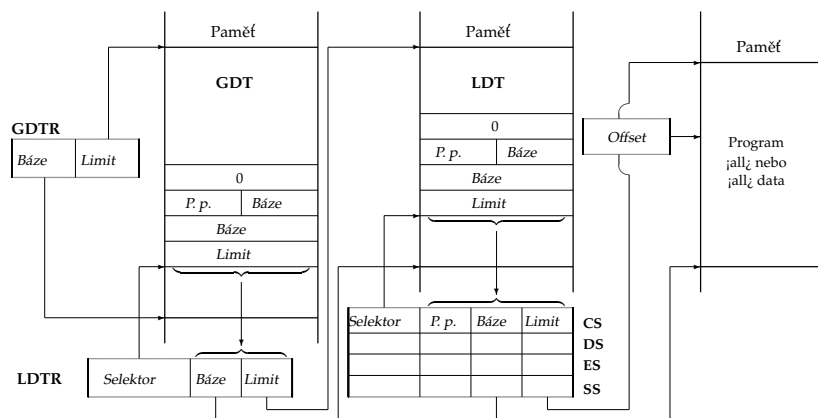 Paměť
GDT
GDTR
Báze Limit
0
P. p. Báze
Báze
Limit
LDTR
Selektor Báze Limit
Paměť
LDT
0
P. p. Báze
Báze
Limit
Selektor P. p. Báze Limit CS
DS
ES
SS
Offset
Paměť
Program
¡all¿ nebo
¡all¿ data